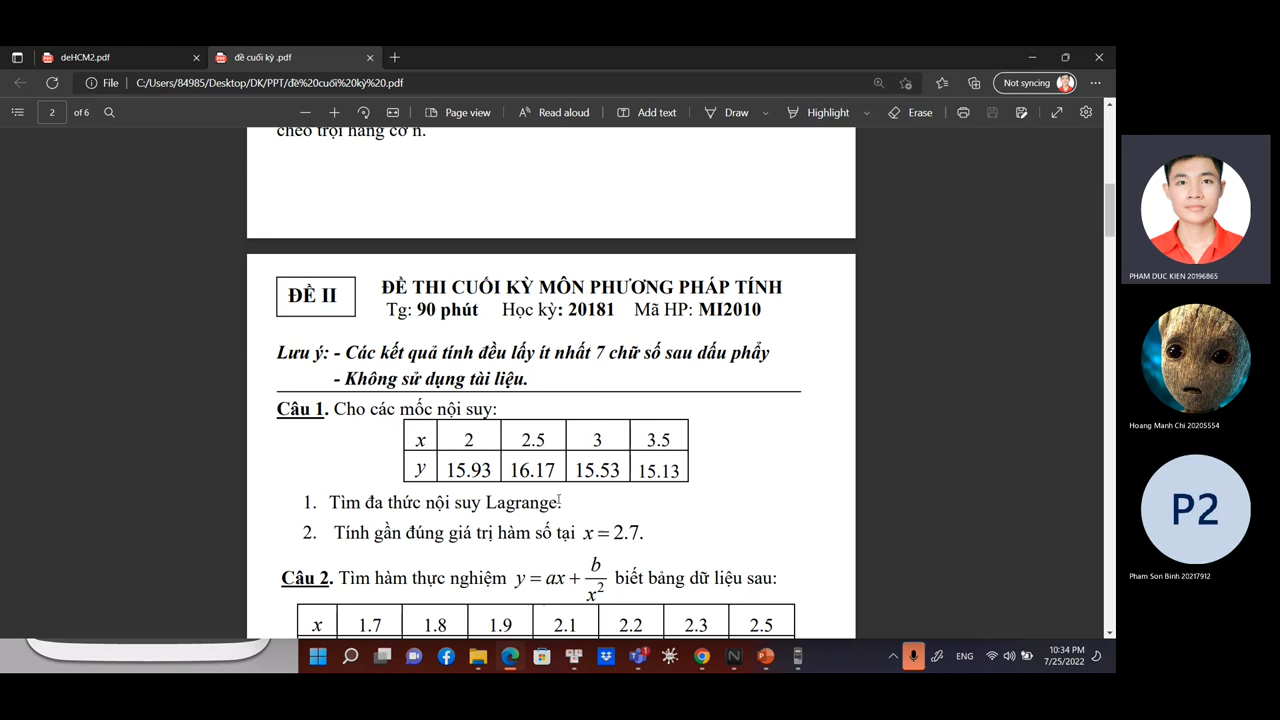 deHCM2.pdf
đề cuối kỳ .pdf
File
C:/Users/84985/Desktop/DK/PPT/đề%20cuối%20kỳ%20.pdf
Not syncing
2 of 6
Page view
Read aloud
Add text
Draw
Highlight
Erase
chéo trội hàng cỡ n.
ĐỀ II
ĐỀ THI CUỐI KỲ MÔN PHƯƠNG PHÁP TÍNH
Tg: 90 phút Học kỳ: 20181 Mã HP: MI2010
Lưu ý: - Các kết quả tính đều lấy ít nhất 7 chữ số sau dấu phẩy
- Không sử dụng tài liệu.
Câu 1. Cho các mốc nội suy:
x 2 2.5 3 3.5
y 15.93 16.17 15.53 15.13
1. Tìm đa thức nội suy Lagrange.
2. Tính gần đúng giá trị hàm số tại x = 2.7.
Câu 2. Tìm hàm thực nghiệm y = ax + b/x² biết bảng dữ liệu sau:
x 1.7 1.8 1.9 2.1 2.2 2.3 2.5
PHAM DUC KIEN 20196865
Hoang Manh Chi 20205554
P2
Pham Son Binh 20217912
ENG
10:34 PM
7/25/2022